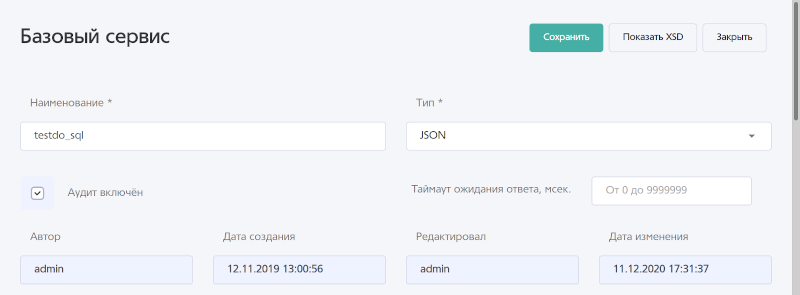 Базовый сервис
Сохранить Показать XSD Закрыть
Наименование * Тип *
testdo_sql JSON
Аудит включён Таймаут ожидания ответа, мсек. От 0 до 9999999
Автор Дата создания Редактировал Дата изменения
admin 12.11.2019 13:00:56 admin 11.12.2020 17:31:37